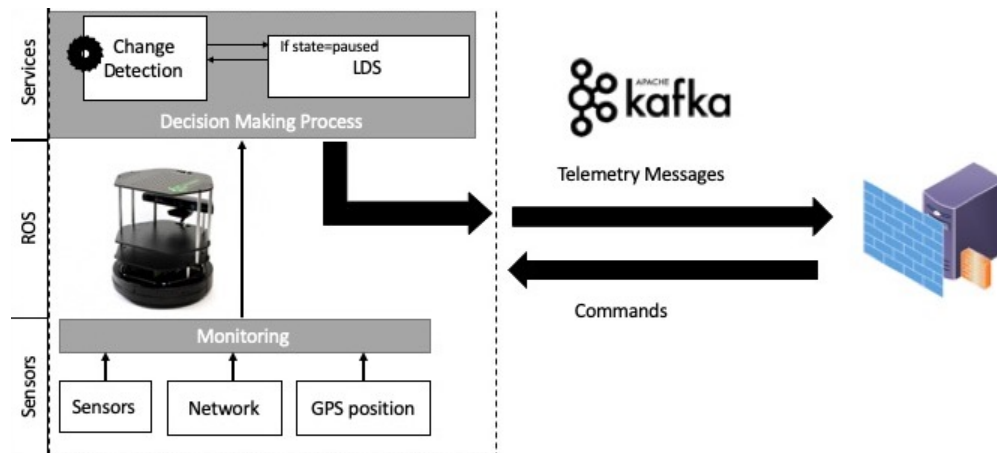 Services
Change
Detection
If state=paused
LDS
Decision Making Process
APACHE
kafka
Telemetry Messages
ROS
Commands
Monitoring
Sensors
Sensors
Network
GPS position